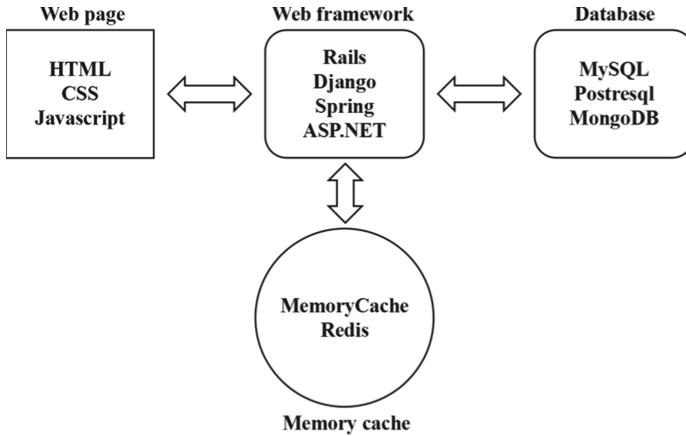 Web page
Web framework
Database
HTML
CSS
Javascript
Rails
Django
Spring
ASP.NET
MySQL
Postresql
MongoDB
MemoryCache
Redis
Memory cache